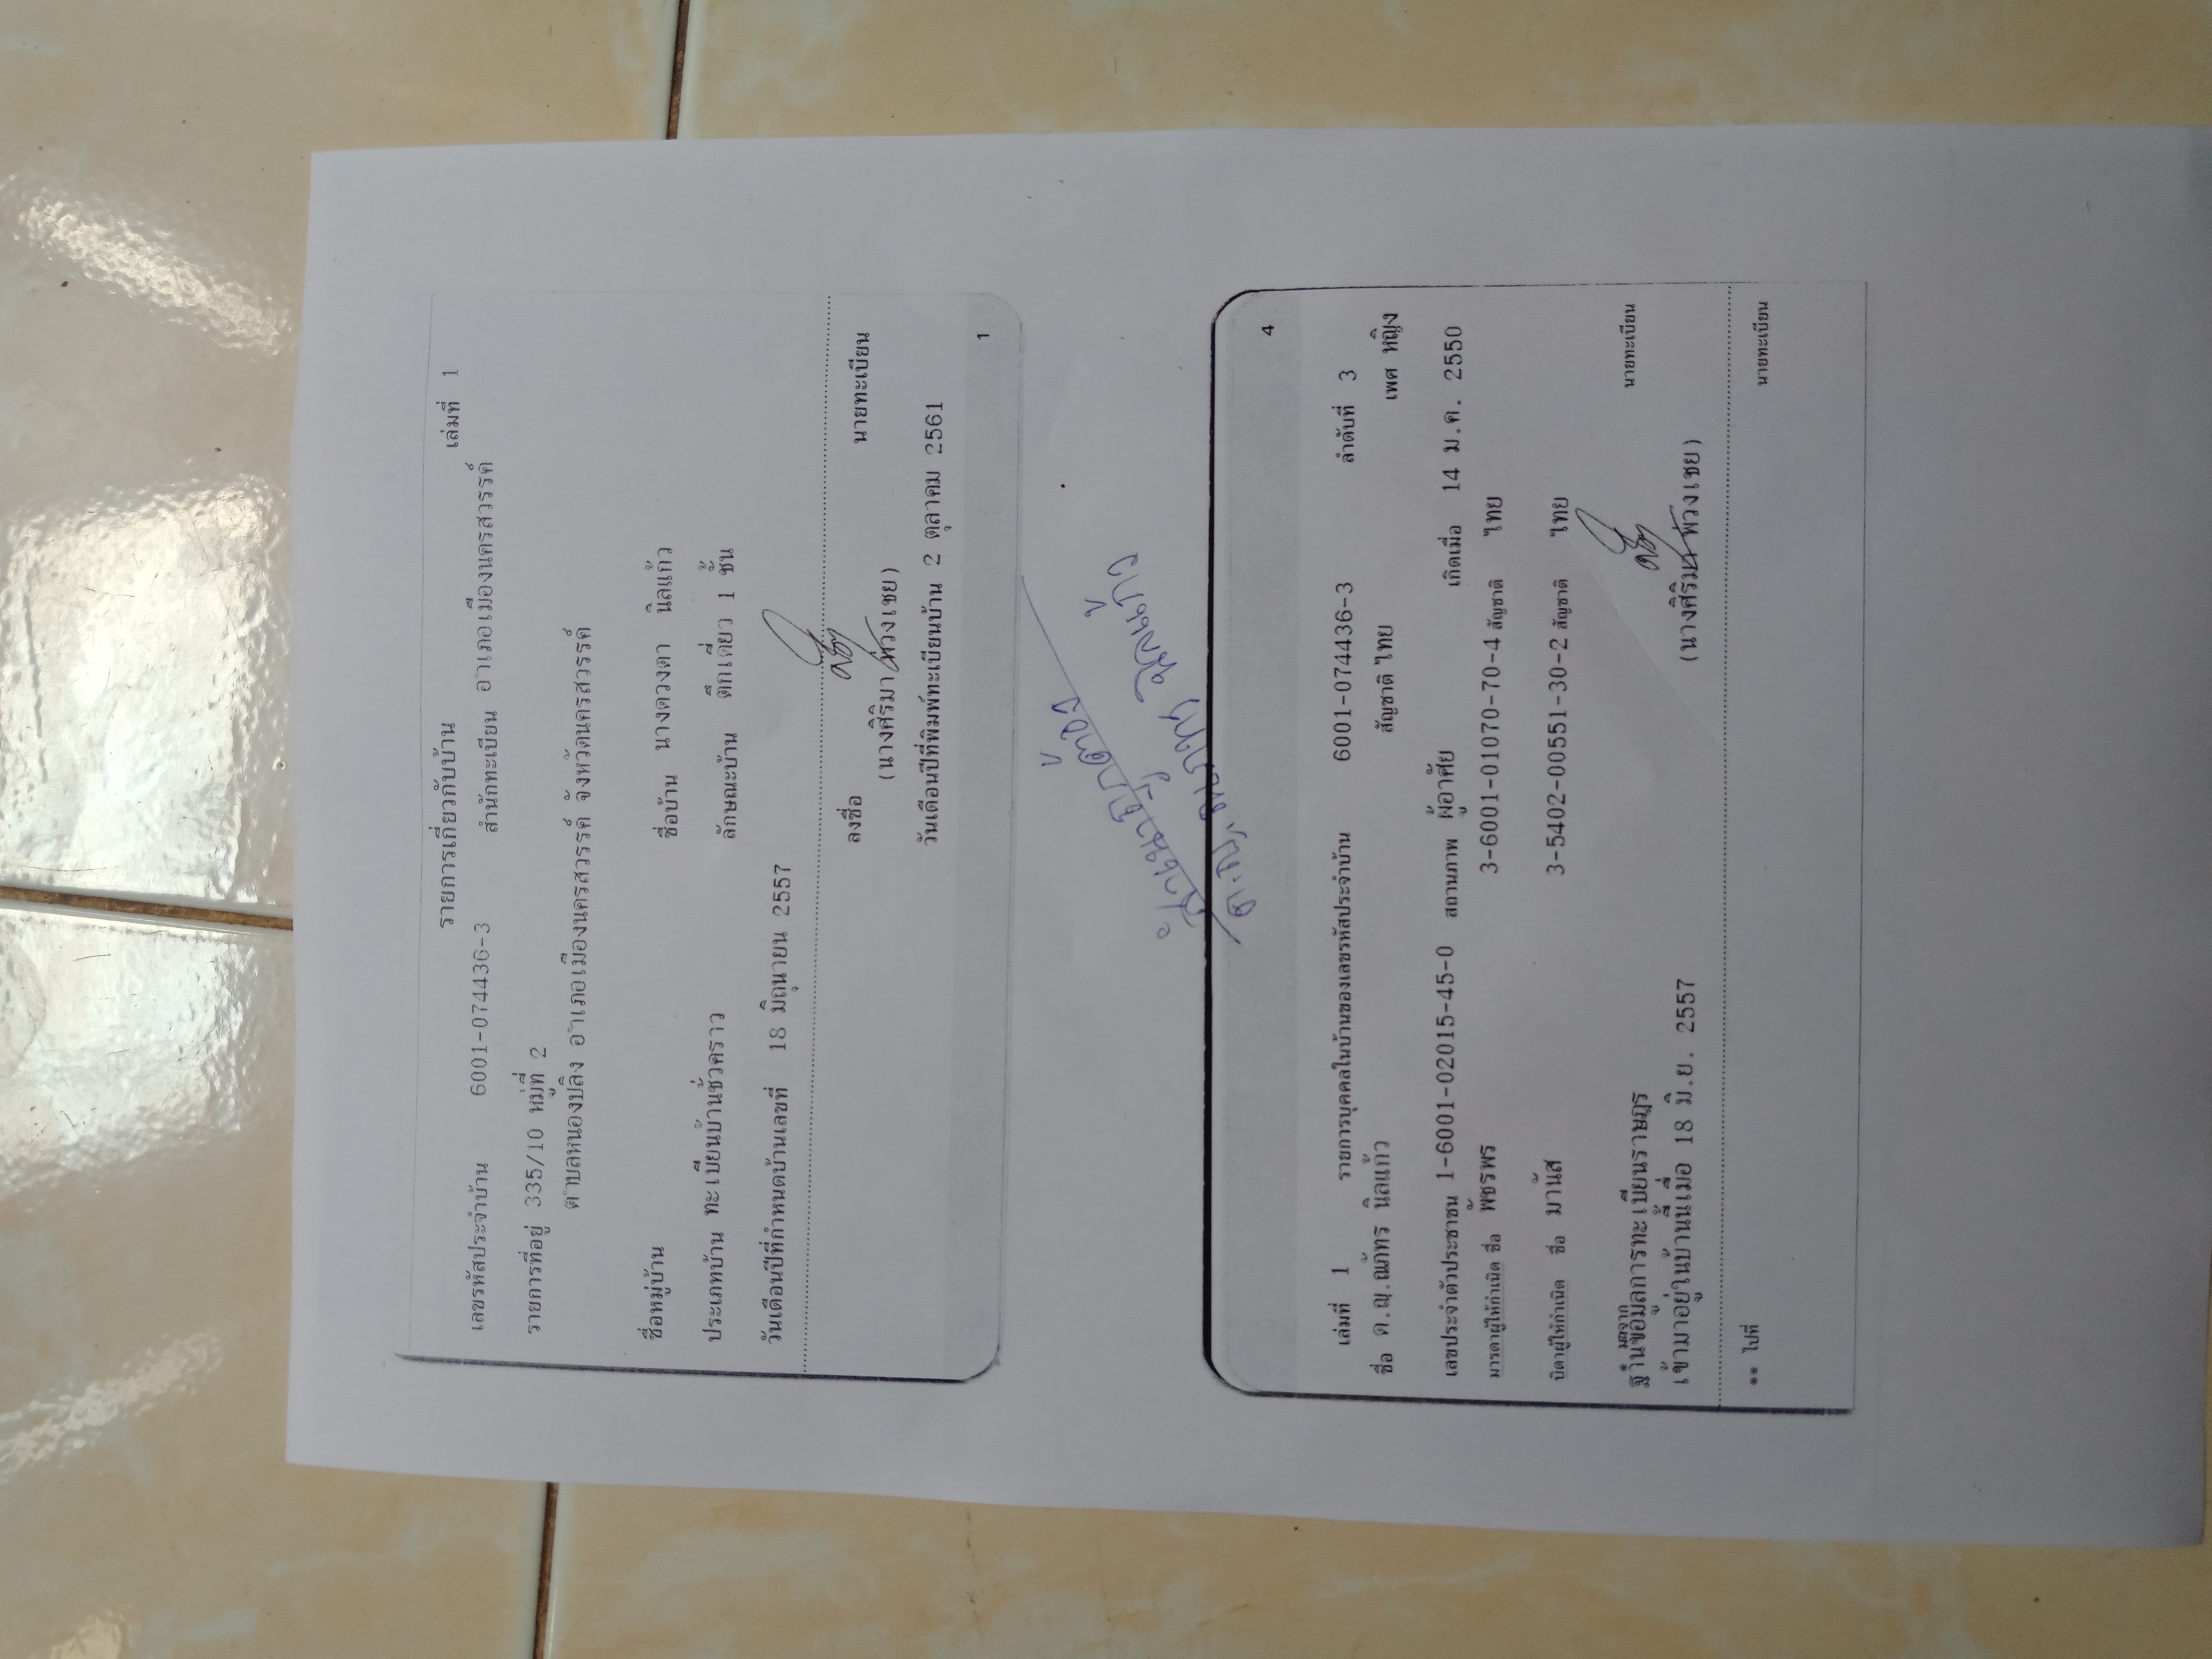 รายการเกี่ยวกับบ้าน เล่มที่ 1
เลขรหัสประจำบ้าน 6001-074436-3 สำนักทะเบียน อำเภอเมืองนครสวรรค์
รายการที่อยู่ 335/10 หมู่ที่ 2
ตำบลหนองปลิง อำเภอเมืองนครสวรรค์ จังหวัดนครสวรรค์
ชื่อหมู่บ้าน ชื่อบ้าน นางดวงตา นิลแก้ว
ประเภทบ้าน ทะเบียนบ้านชั่วคราว ลักษณะบ้าน ตึกเดี่ยว 1 ชั้น
วันเดือนปีที่กำหนดบ้านเลขที่ 18 มิถุนายน 2557
ลงชื่อ นายทะเบียน
(นางศิริมา พ่วงเชย)
วันเดือนปีที่พิมพ์ทะเบียนบ้าน 2 ตุลาคม 2561
1
สำเนาถูกต้อง
ด.ญ.ณภัทร นิลแก้ว
4
เล่มที่ 1 รายการบุคคลในบ้านของเลขรหัสประจำบ้าน 6001-074436-3 ลำดับที่ 3
ชื่อ ด.ญ.ณภัทร นิลแก้ว สัญชาติ ไทย เพศ หญิง
เลขประจำตัวประชาชน 1-6001-02015-45-0 สถานภาพ ผู้อาศัย เกิดเมื่อ 14 ม.ค. 2550
มารดาผู้ให้กำเนิด ชื่อ พัชรพร 3-6001-01070-70-4 สัญชาติ ไทย
บิดาผู้ให้กำเนิด ชื่อ มานัส 3-5402-00551-30-2 สัญชาติ ไทย
* มาจาก นายทะเบียน
ฐานข้อมูลการทะเบียนราษฎร
เข้ามาอยู่ในบ้านนี้เมื่อ 18 มิ.ย. 2557 (นางศิริมา พ่วงเชย)
** ไปที่ นายทะเบียน